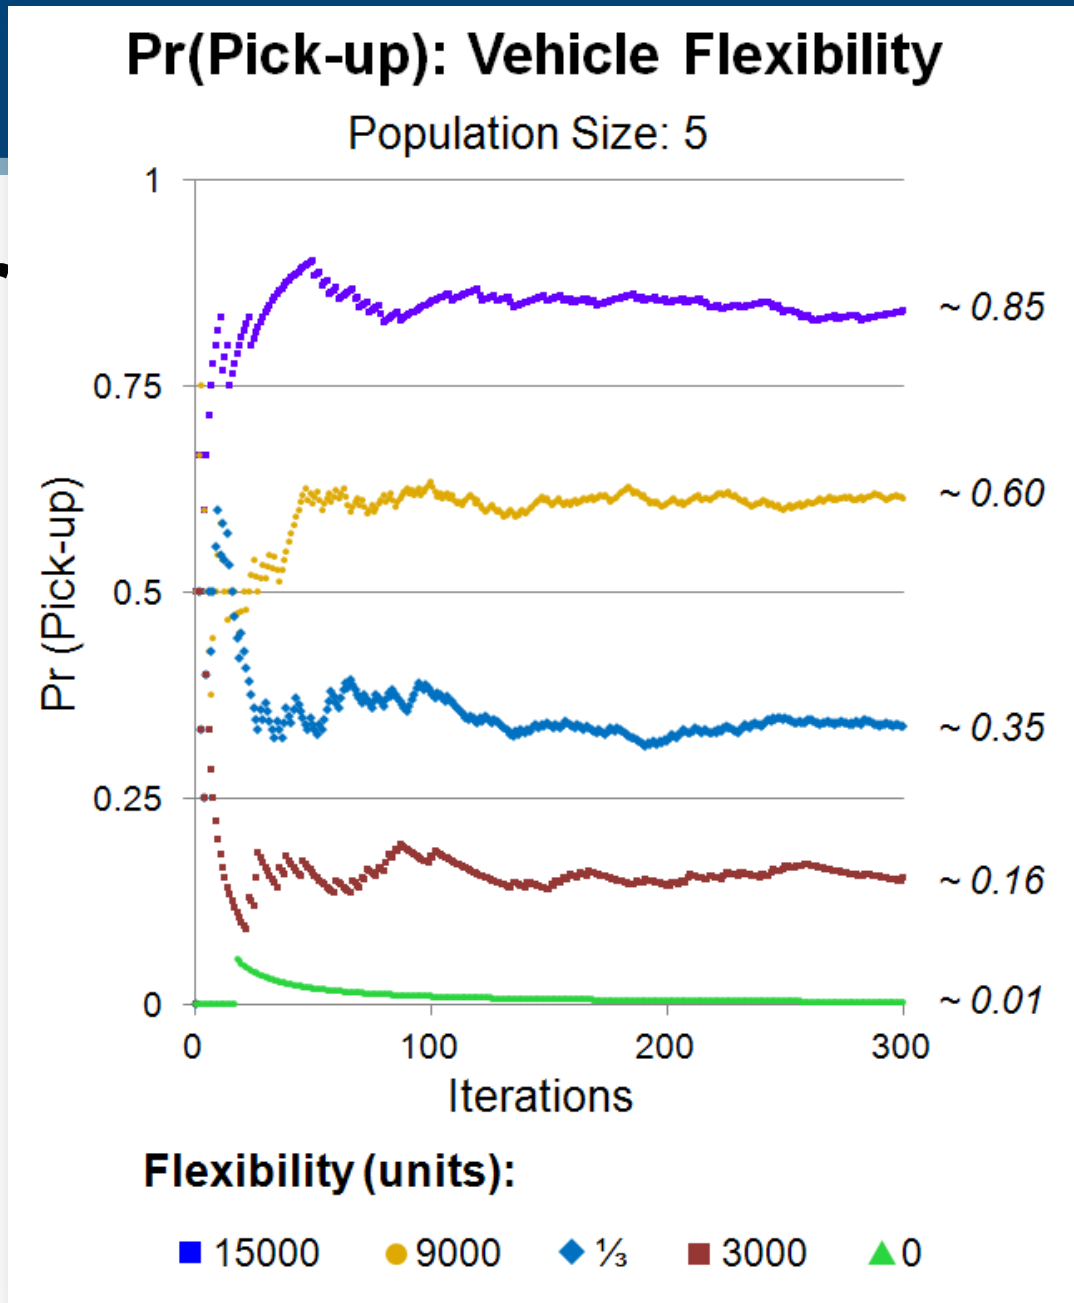 Pr(Pick-up): Vehicle Flexibility
Population Size: 5
1
~ 0.85
0.75
~ 0.60
Pr (Pick-up)
0.5
~ 0.35
0.25
~ 0.16
0
~ 0.01
0 100 200 300
Iterations
Flexibility (units):
15000 9000 ⅓ 3000 0